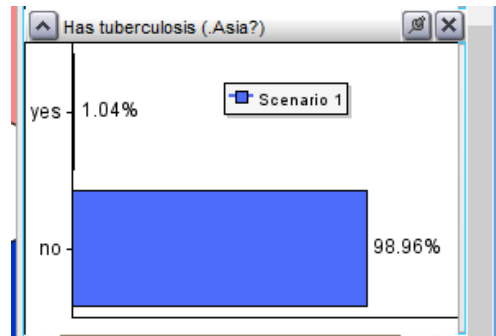 Has tuberculosis (.Asia?)
Scenario 1
yes 1.04%
no 98.96%